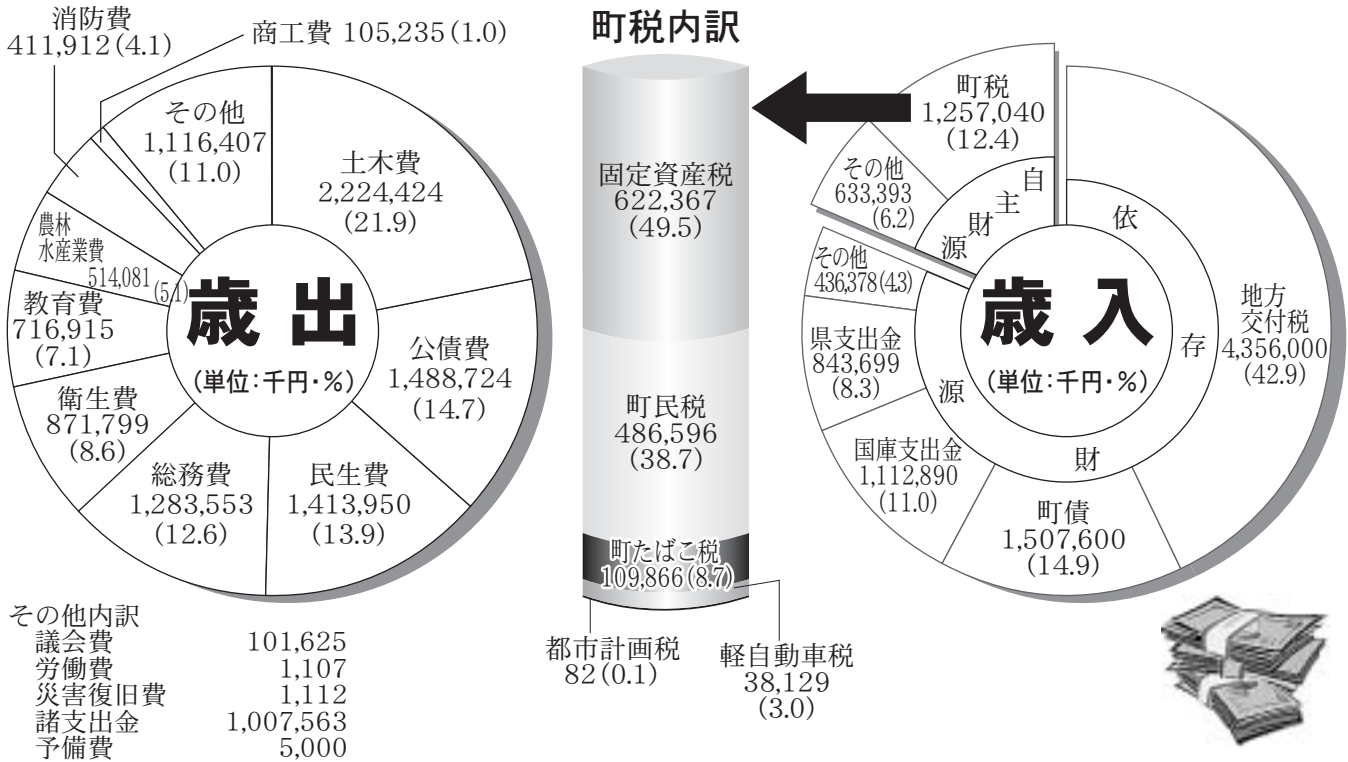 消防費
411,912(4.1)
商工費 105,235(1.0)
その他
1,116,407
(11.0)
土木費
2,224,424
(21.9)
農林
水産業費
514,081(5.1)
教育費
716,915
(7.1)
歳出
(単位:千円・%)
公債費
1,488,724
(14.7)
衛生費
871,799
(8.6)
総務費
1,283,553
(12.6)
民生費
1,413,950
(13.9)
その他内訳
議会費 101,625
労働費 1,107
災害復旧費 1,112
諸支出金 1,007,563
予備費 5,000
町税内訳
固定資産税
622,367
(49.5)
町民税
486,596
(38.7)
町たばこ税
109,866(8.7)
都市計画税
82(0.1)
軽自動車税
38,129
(3.0)
町税
1,257,040
(12.4)
その他
633,393
(6.2)
自主財源
その他
436,378(4.3)
県支出金
843,699
(8.3)
歳入
(単位:千円・%)
依存財源
地方
交付税
4,356,000
(42.9)
国庫支出金
1,112,890
(11.0)
町債
1,507,600
(14.9)